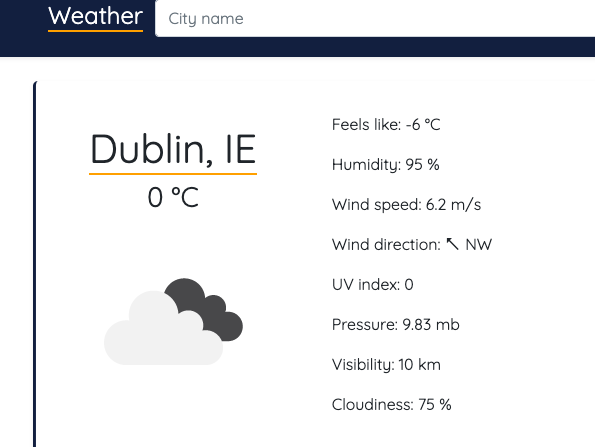 Weather
City name
Dublin, IE
0 °C
Feels like: -6 °C
Humidity: 95 %
Wind speed: 6.2 m/s
Wind direction: ↖ NW
UV index: 0
Pressure: 9.83 mb
Visibility: 10 km
Cloudiness: 75 %